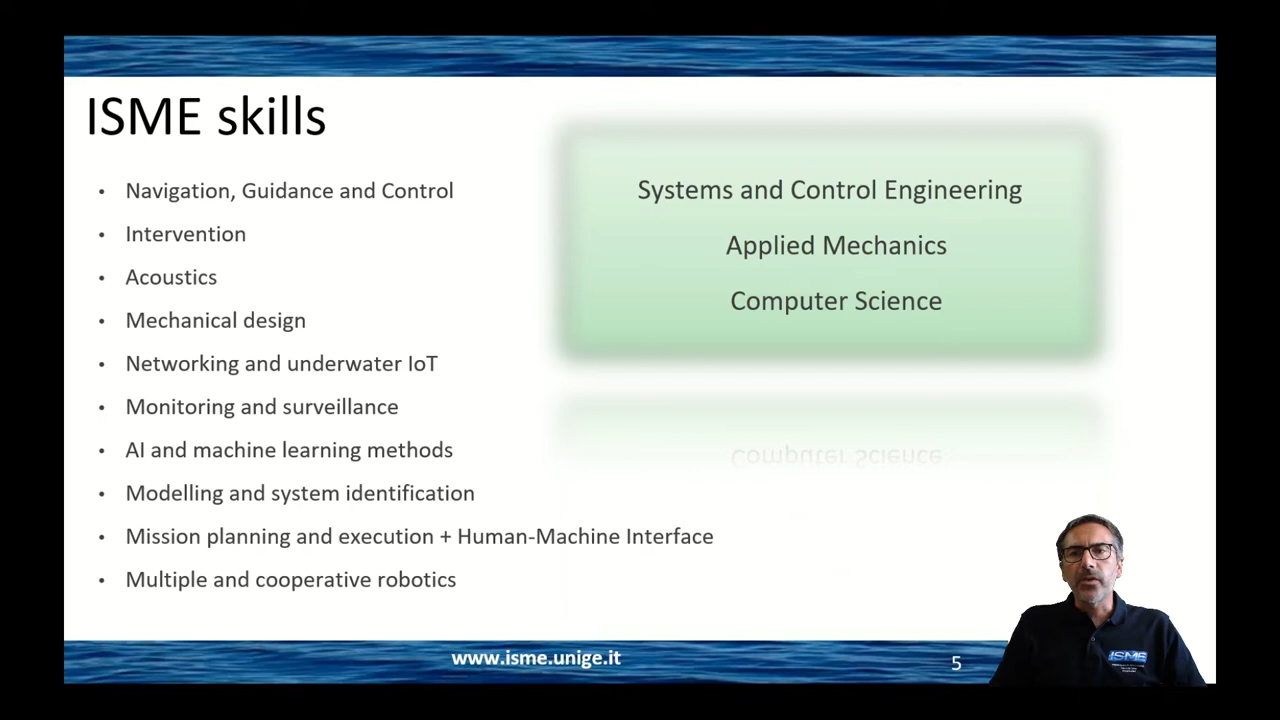 ISME skills
• Navigation, Guidance and Control
• Intervention
• Acoustics
• Mechanical design
• Networking and underwater IoT
• Monitoring and surveillance
• AI and machine learning methods
• Modelling and system identification
• Mission planning and execution + Human-Machine Interface
• Multiple and cooperative robotics
Systems and Control Engineering
Applied Mechanics
Computer Science
www.isme.unige.it
5
ISME